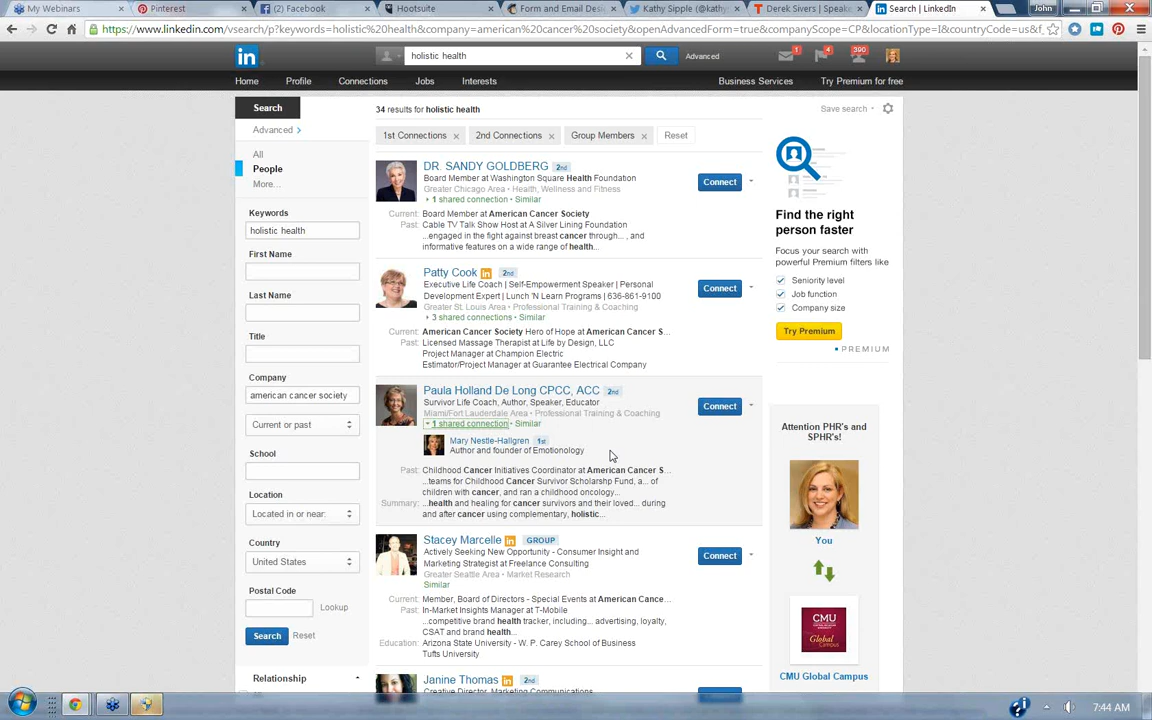 My Webinars
Pinterest
Facebook
Hootsuite
Form and Email Desi
Kathy Sipple (@kathys
Derek Sivers | Speake
Search | LinkedIn
John
https://www.linkedin.com/vsearch/p?keywords=holistic%20health&company=american%20cancer%20society&openAdvancedForm=true&companyScope=CP&locationType=I&countryCode=us&f_
in
holistic health
Advanced
1
4
390
Home
Profile
Connections
Jobs
Interests
Business Services
Try Premium for free
Search
Advanced
All
People
More...
Keywords
holistic health
First Name
Last Name
Title
Company
american cancer society
Current or past
School
Location
Located in or near:
Country
United States
Postal Code
Lookup
Search
Reset
Relationship
34 results for holistic health
Save search
1st Connections
2nd Connections
Group Members
Reset
DR. SANDY GOLDBERG 2nd
Board Member at Washington Square Health Foundation
Greater Chicago Area • Health, Wellness and Fitness
1 shared connection • Similar
Connect
Current: Board Member at American Cancer Society
Past: Cable TV Talk Show Host at A Silver Lining Foundation
...engaged in the fight against breast cancer through... , and
informative features on a wide range of health...
Patty Cook in 2nd
Executive Life Coach | Self-Empowerment Speaker | Personal
Development Expert | Lunch 'N Learn Programs | 636-861-9100
Greater St. Louis Area • Professional Training & Coaching
3 shared connections • Similar
Connect
Current: American Cancer Society Hero of Hope at American Cancer S...
Past: Licensed Massage Therapist at Life by Design, LLC
Project Manager at Champion Electric
Estimator/Project Manager at Guarantee Electrical Company
Paula Holland De Long CPCC, ACC 2nd
Survivor Life Coach, Author, Speaker, Educator
Miami/Fort Lauderdale Area • Professional Training & Coaching
1 shared connection • Similar
Connect
Mary Nestle-Hallgren 1st
Author and founder of Emotionology
Past: Childhood Cancer Initiatives Coordinator at American Cancer S...
...teams for Childhood Cancer Survivor Scholarshp Fund, a... of
children with cancer, and ran a childhood oncology...
Summary: ...health and healing for cancer survivors and their loved... during
and after cancer using complementary, holistic...
Stacey Marcelle in GROUP
Actively Seeking New Opportunity - Consumer Insight and
Marketing Strategist at Freelance Consulting
Greater Seattle Area • Market Research
Similar
Connect
Current: Member, Board of Directors - Special Events at American Cance...
Past: In-Market Insights Manager at T-Mobile
...competitive brand health tracker, including... advertising, loyalty,
CSAT and brand health...
Education: Arizona State University - W. P. Carey School of Business
Tufts University
Janine Thomas in 2nd
Creative Director, Marketing Communications
Find the right
person faster
Focus your search with
powerful Premium filters like
Seniority level
Job function
Company size
Try Premium
PREMIUM
Attention PHR's and
SPHR's!
You
CMU
Global
Campus
CMU Global Campus
7:44 AM